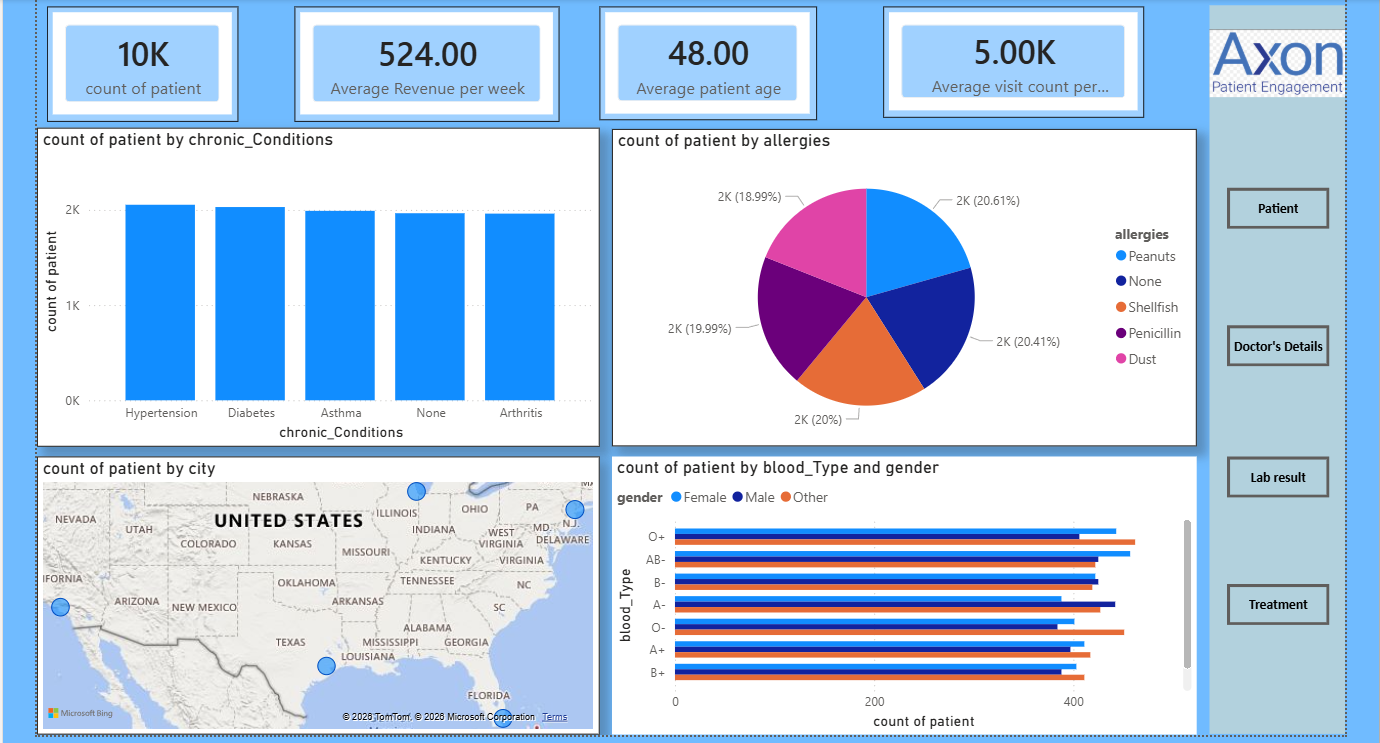 10K
count of patient
524.00
Average Revenue per week
48.00
Average patient age
5.00K
Average visit count per...
Axon
Patient Engagement
Patient
Doctor's Details
Lab result
Treatment
count of patient by chronic_Conditions
count of patient
2K
1K
0K
Hypertension
Diabetes
Asthma
None
Arthritis
chronic_Conditions
count of patient by allergies
2K (18.99%)
2K (20.61%)
2K (19.99%)
2K (20.41%)
2K (20%)
allergies
Peanuts
None
Shellfish
Penicillin
Dust
count of patient by city
NEBRASKA
NEVADA
UTAH
UNITED STATES
ILLINOIS
OHIO
PA
N.J.
COLORADO
KANSAS
INDIANA
MD
WEST
VIRGINIA
DELAWARE
MISSOURI
IFORNIA
KENTUCKY
VIRGINIA
OKLAHOMA
TENNESSEE
NC
ARIZONA
NEW MEXICO
ARKANSAS
SC
ALABAMA
TEXAS
MISSISSIPPI
GEORGIA
LOUISIANA
FLORIDA
Microsoft Bing
© 2026 TomTom, © 2026 Microsoft Corporation
Terms
count of patient by blood_Type and gender
gender
Female
Male
Other
blood_Type
O+
AB-
B-
A-
O-
A+
B+
0
200
400
count of patient